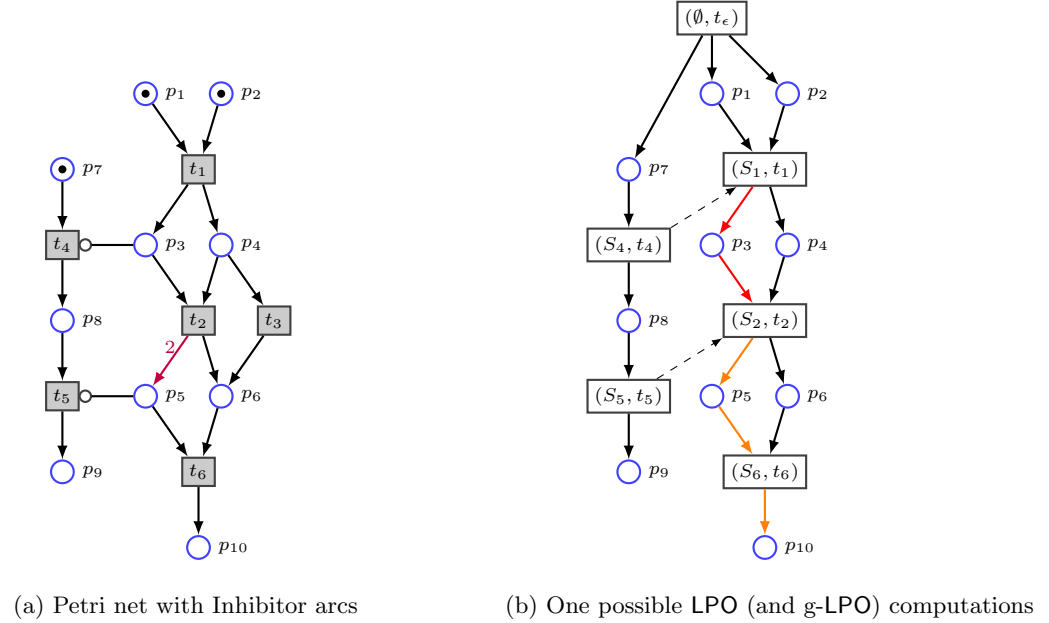 (∅, tϵ)
p1 p2 p1 p2
p7 t1 p7 (S1, t1)
t4 p3 p4 (S4, t4) p3 p4
p8 t2 t3 p8 (S2, t2)
2
t5 p5 p6 (S5, t5) p5 p6
p9 t6 p9 (S6, t6)
p10 p10
(a) Petri net with Inhibitor arcs
(b) One possible LPO (and g-LPO) computations